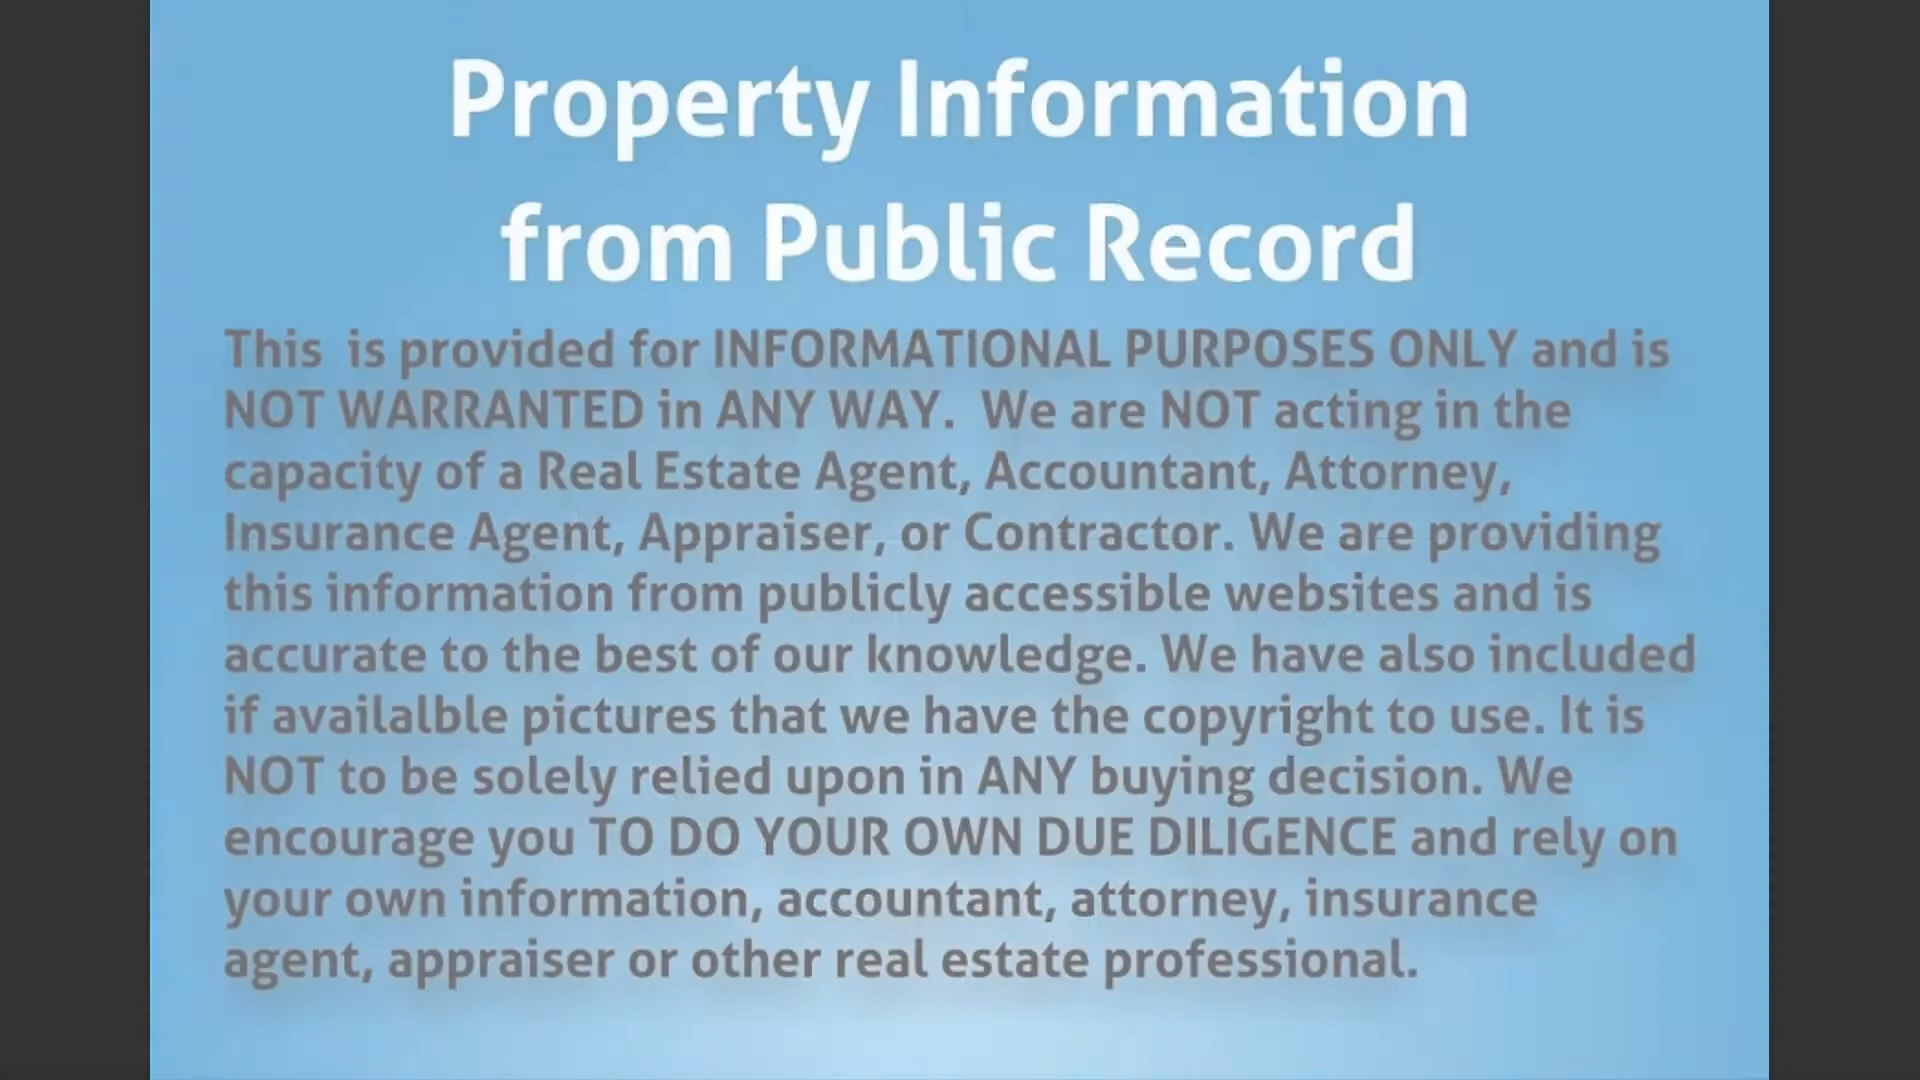 Property Information
from Public Record
This  is provided for INFORMATIONAL PURPOSES ONLY and is
NOT WARRANTED in ANY WAY.  We are NOT acting in the
capacity of a Real Estate Agent, Accountant, Attorney,
Insurance Agent, Appraiser, or Contractor. We are providing
this information from publicly accessible websites and is
accurate to the best of our knowledge. We have also included
if availalble pictures that we have the copyright to use. It is
NOT to be solely relied upon in ANY buying decision. We
encourage you TO DO YOUR OWN DUE DILIGENCE and rely on
your own information, accountant, attorney, insurance
agent, appraiser or other real estate professional.